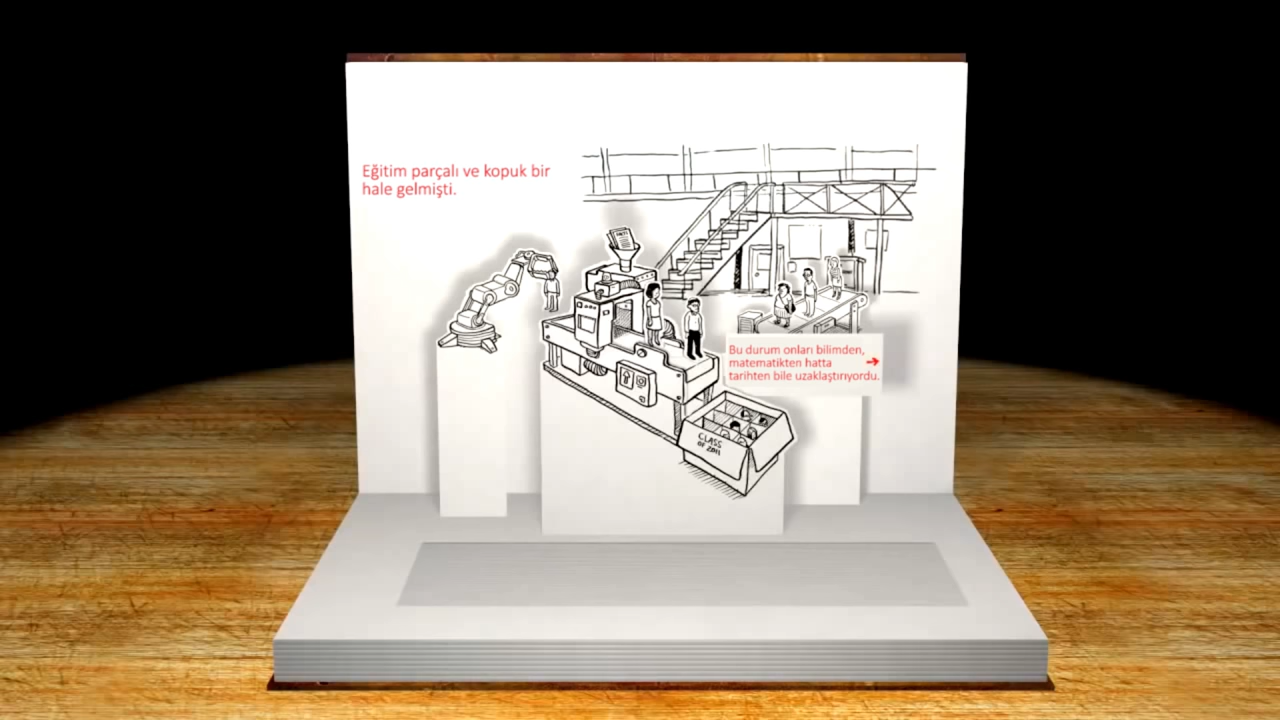 Eğitim parçalı ve kopuk bir
hale gelmişti.
Bu durum onları bilimden,
matematikten hatta
tarihten bile uzaklaştırıyordu.
CLASS
OF 2011